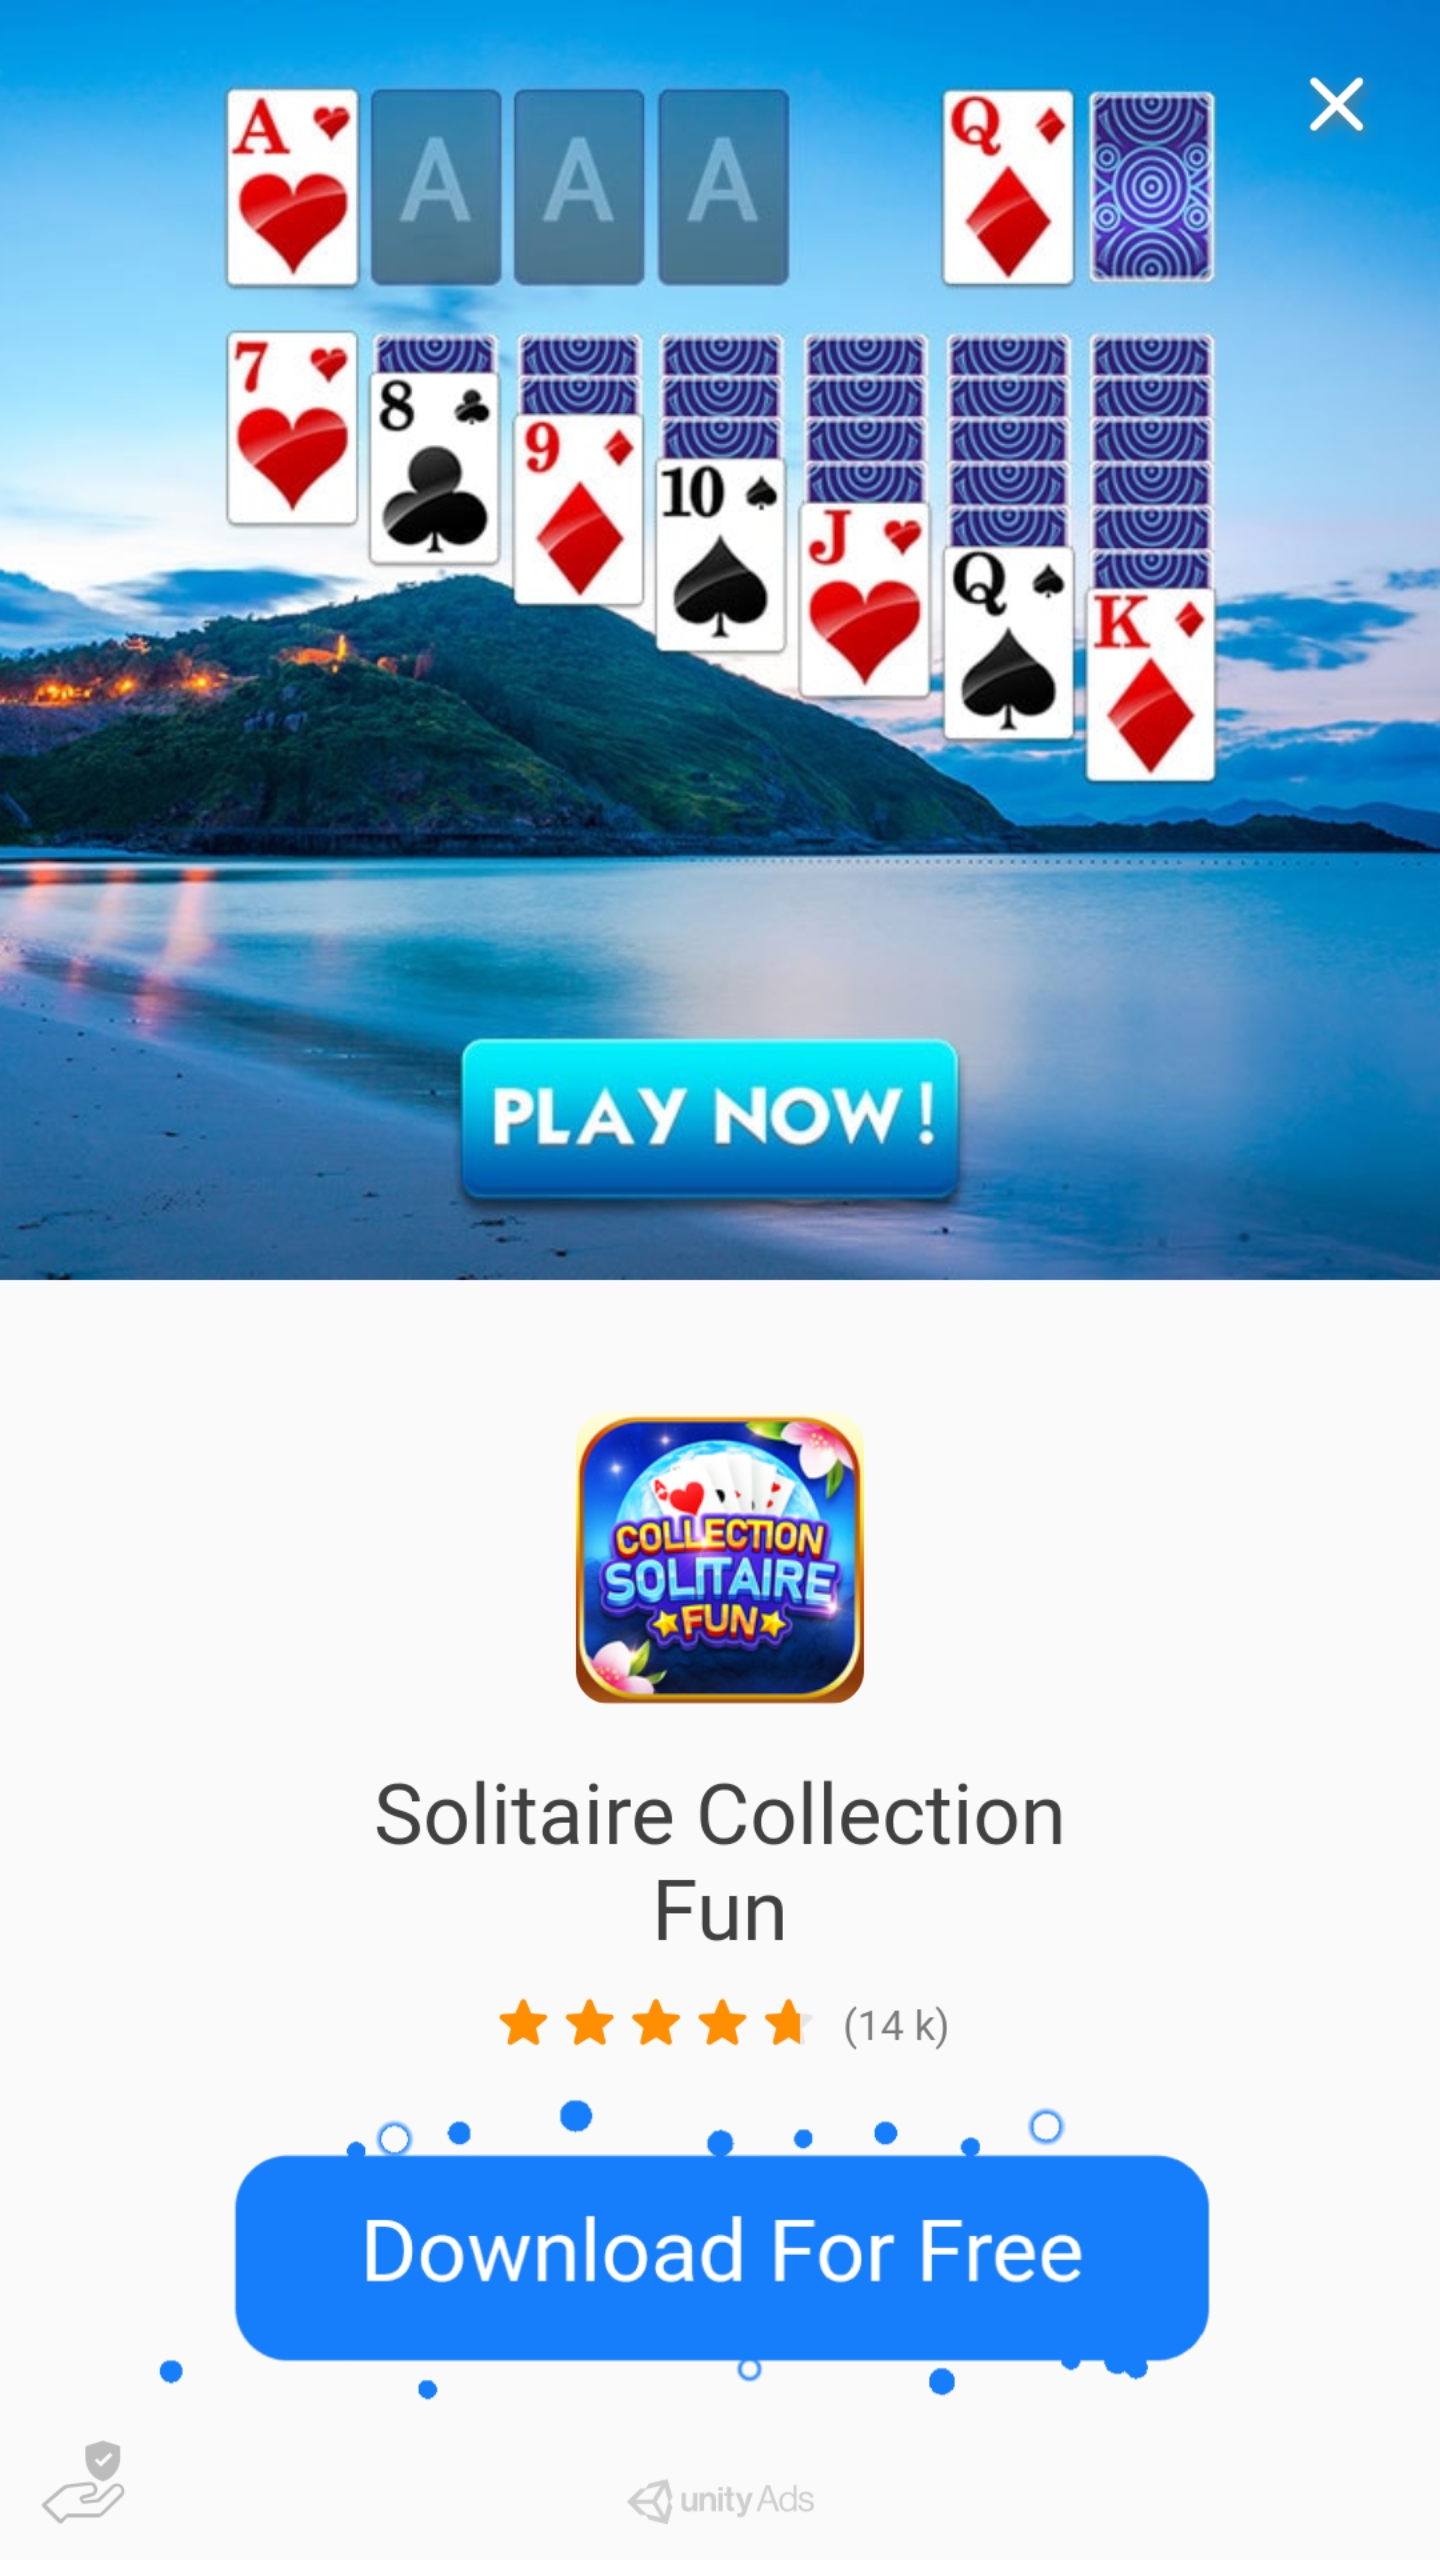 A A A A Q
7 8 9 10 J Q K
PLAY NOW!
COLLECTION
SOLITAIRE
FUN
Solitaire Collection
Fun
(14 k)
Download For Free
unity Ads